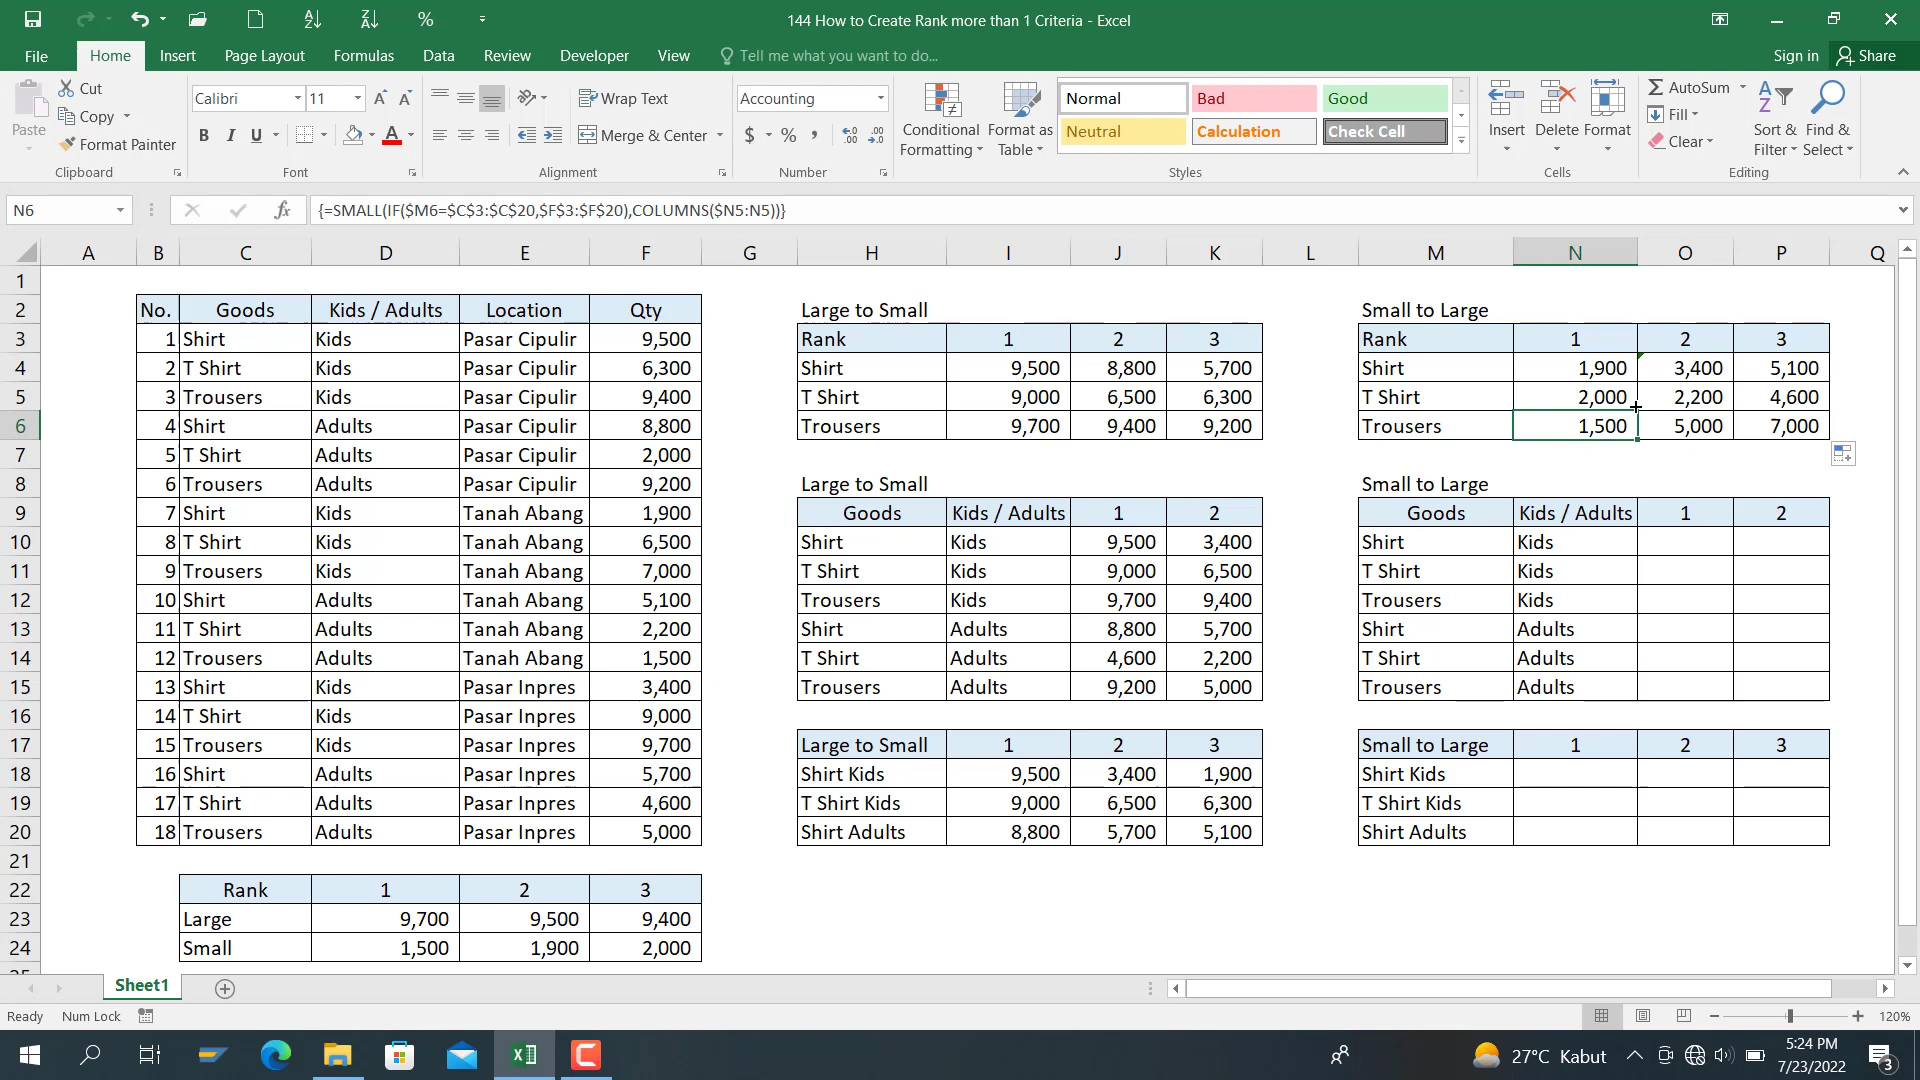 144 How to Create Rank more than 1 Criteria - Excel
File Home Insert Page Layout Formulas Data Review Developer View Tell me what you want to do... Sign in Share
Paste Cut Copy Format Painter Clipboard
Calibri 11 B I U A Font
Wrap Text Merge & Center Alignment
Accounting $ % , Number
Conditional Formatting Format as Table
Normal Bad Good
Neutral Calculation Check Cell
Styles
Insert Delete Format Cells
AutoSum Fill Clear Sort & Filter Find & Select Editing
N6 fx {=SMALL(IF($M6=$C$3:$C$20,$F$3:$F$20),COLUMNS($N5:N5))}
A B C D E F G H I J K L M N O P Q
1
2 No. Goods Kids / Adults Location Qty Large to Small Small to Large
3 1 Shirt Kids Pasar Cipulir 9,500 Rank 1 2 3 Rank 1 2 3
4 2 T Shirt Kids Pasar Cipulir 6,300 Shirt 9,500 8,800 5,700 Shirt 1,900 3,400 5,100
5 3 Trousers Kids Pasar Cipulir 9,400 T Shirt 9,000 6,500 6,300 T Shirt 2,000 2,200 4,600
6 4 Shirt Adults Pasar Cipulir 8,800 Trousers 9,700 9,400 9,200 Trousers 1,500 5,000 7,000
7 5 T Shirt Adults Pasar Cipulir 2,000
8 6 Trousers Adults Pasar Cipulir 9,200 Large to Small Small to Large
9 7 Shirt Kids Tanah Abang 1,900 Goods Kids / Adults 1 2 Goods Kids / Adults 1 2
10 8 T Shirt Kids Tanah Abang 6,500 Shirt Kids 9,500 3,400 Shirt Kids
11 9 Trousers Kids Tanah Abang 7,000 T Shirt Kids 9,000 6,500 T Shirt Kids
12 10 Shirt Adults Tanah Abang 5,100 Trousers Kids 9,700 9,400 Trousers Kids
13 11 T Shirt Adults Tanah Abang 2,200 Shirt Adults 8,800 5,700 Shirt Adults
14 12 Trousers Adults Tanah Abang 1,500 T Shirt Adults 4,600 2,200 T Shirt Adults
15 13 Shirt Kids Pasar Inpres 3,400 Trousers Adults 9,200 5,000 Trousers Adults
16 14 T Shirt Kids Pasar Inpres 9,000
17 15 Trousers Kids Pasar Inpres 9,700 Large to Small 1 2 3 Small to Large 1 2 3
18 16 Shirt Adults Pasar Inpres 5,700 Shirt Kids 9,500 3,400 1,900 Shirt Kids
19 17 T Shirt Adults Pasar Inpres 4,600 T Shirt Kids 9,000 6,500 6,300 T Shirt Kids
20 18 Trousers Adults Pasar Inpres 5,000 Shirt Adults 8,800 5,700 5,100 Shirt Adults
21
22 Rank 1 2 3
23 Large 9,700 9,500 9,400
24 Small 1,500 1,900 2,000
Sheet1
Ready Num Lock 120%
27°C Kabut 5:24 PM
7/23/2022 3